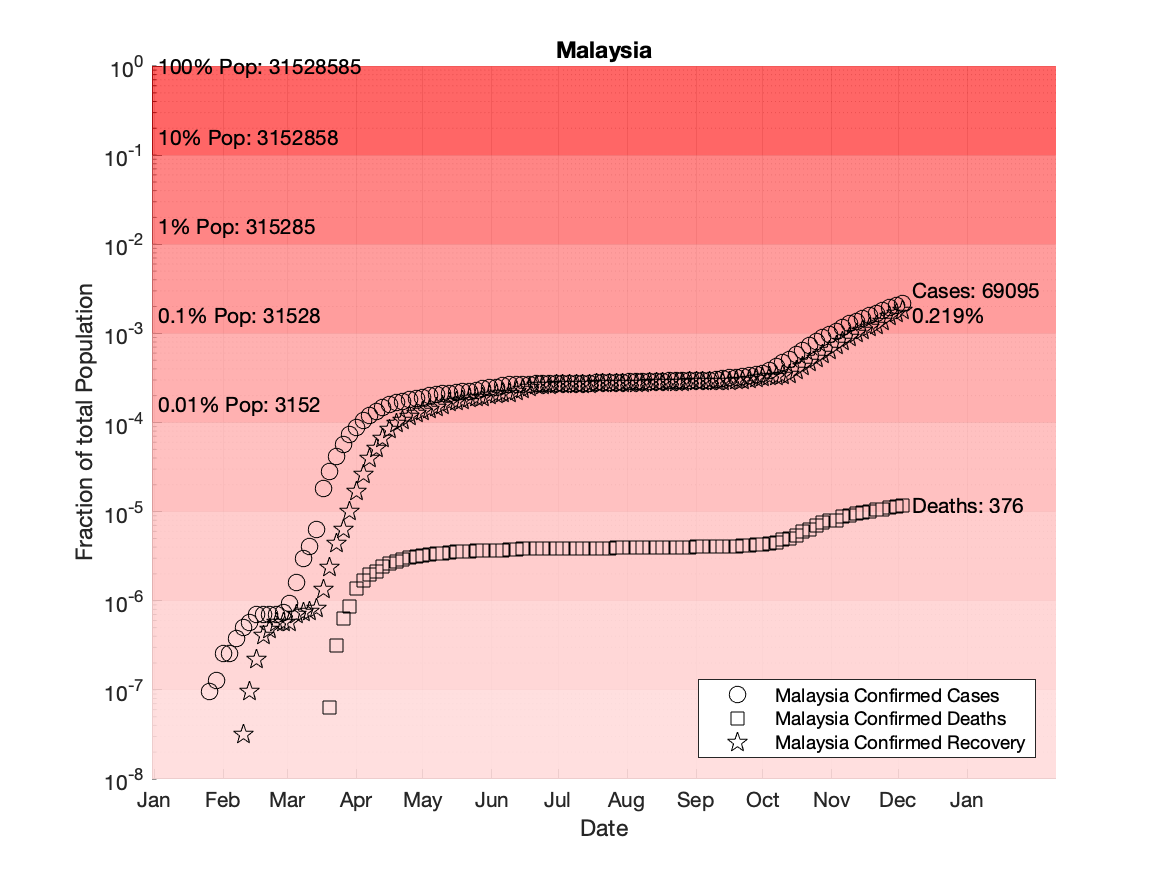 Malaysia
10^0
100% Pop: 31528585
10% Pop: 3152858
10^-1
1% Pop: 315285
10^-2
0.1% Pop: 31528
10^-3
0.01% Pop: 3152
10^-4
10^-5
10^-6
10^-7
10^-8
Fraction of total Population
Cases: 69095
0.219%
Deaths: 376
Malaysia Confirmed Cases
Malaysia Confirmed Deaths
Malaysia Confirmed Recovery
Jan Feb Mar Apr May Jun Jul Aug Sep Oct Nov Dec Jan
Date